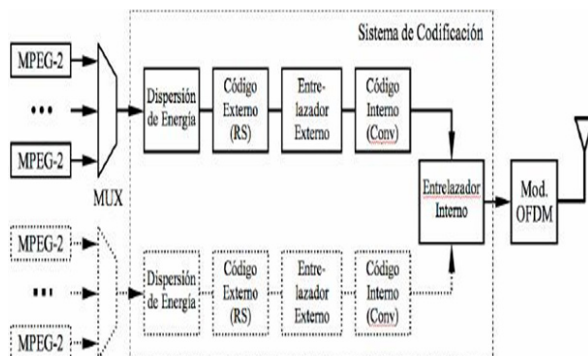 Sistema de Codificación
MPEG-2
MPEG-2
MUX
Dispersión
de Energía
Código
Externo
(RS)
Entre-
lazador
Externo
Código
Interno
(Conv)
Entrelazador
Interno
Mod.
OFDM
MPEG-2
MPEG-2
Dispersión
de Energía
Código
Externo
(RS)
Entre-
lazador
Externo
Código
Interno
(Conv)